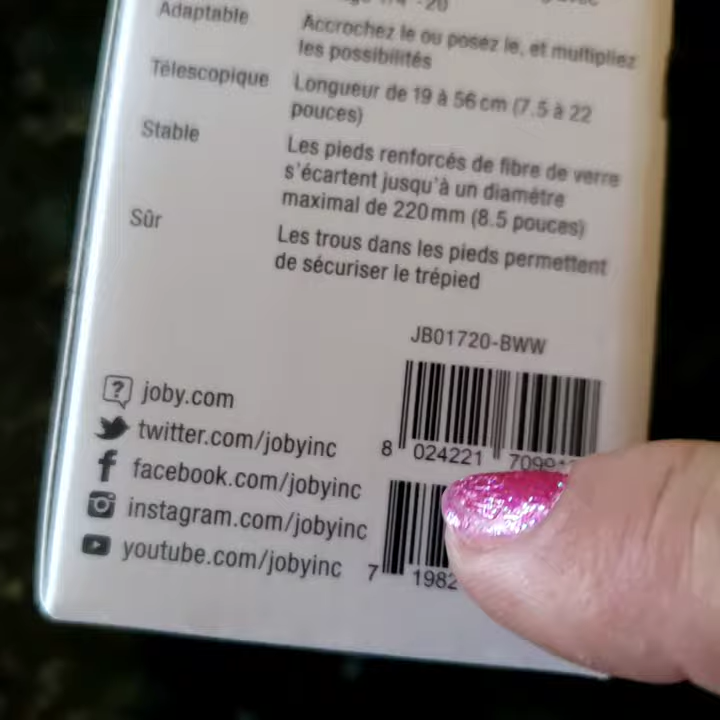 Adaptable
Accrochez le ou posez le, et multipliez
les possibilités
Télescopique
Longueur de 19 à 56 cm (7.5 à 22
pouces)
Stable
Les pieds renforcés de fibre de verre
s'écartent jusqu'à un diamètre
maximal de 220 mm (8.5 pouces)
Sûr
Les trous dans les pieds permettent
de sécuriser le trépied
JB01720-BWW
8 024221
joby.com
twitter.com/jobyinc
facebook.com/jobyinc
instagram.com/jobyinc
youtube.com/jobyinc
7 1982